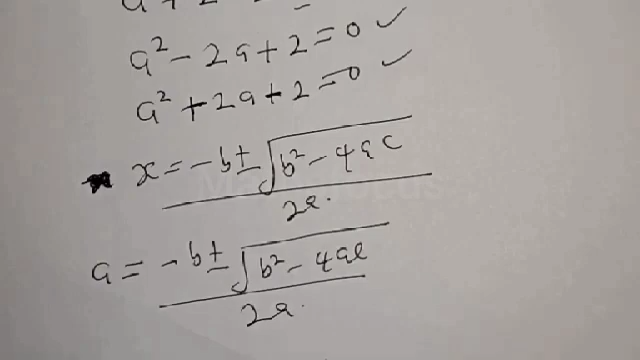 a² - 2a + 2 = 0 ✓
a² + 2a + 2 = 0 ✓
x = -b ± √b² - 4ac
2a.
a = -b ± √b² - 4ac
2a.